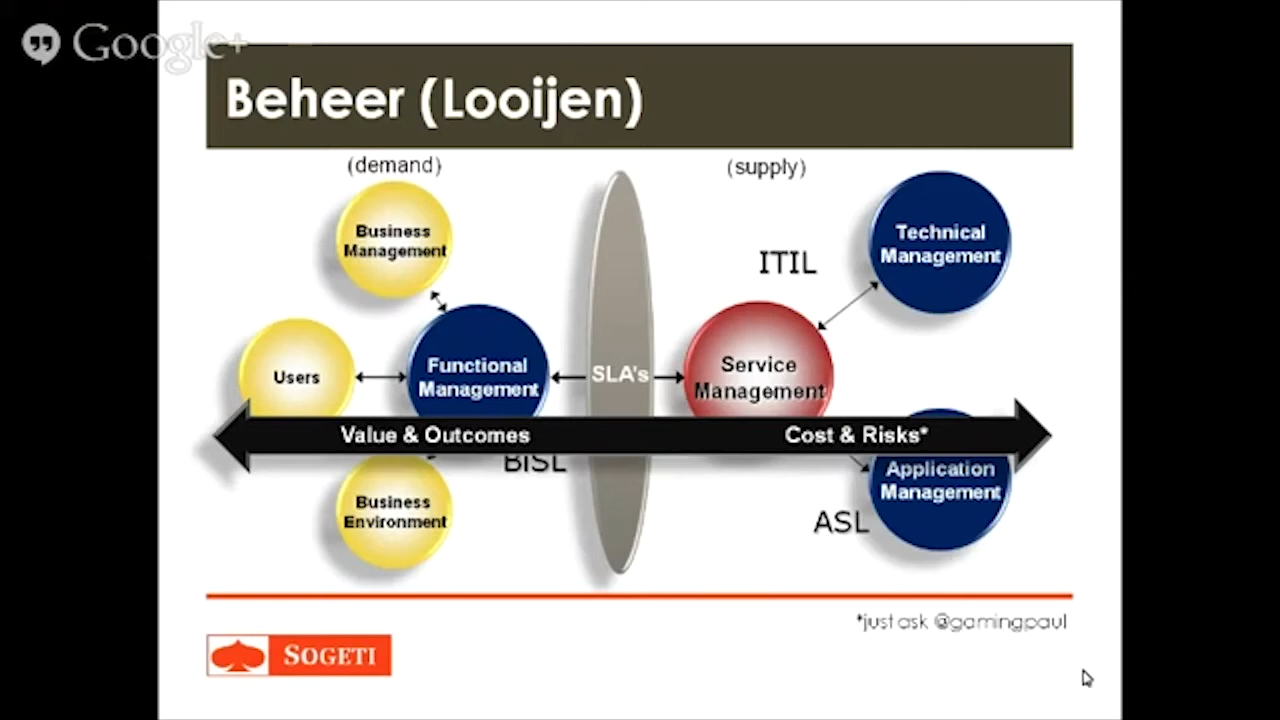 Google+
Beheer (Looijen)
(demand)
(supply)
Business
Management
Technical
Management
ITIL
Users
Functional
Management
SLA's
Service
Management
Value & Outcomes
Cost & Risks*
BISL
Business
Environment
Application
Management
ASL
*just ask @gamingpaul
SOGETI